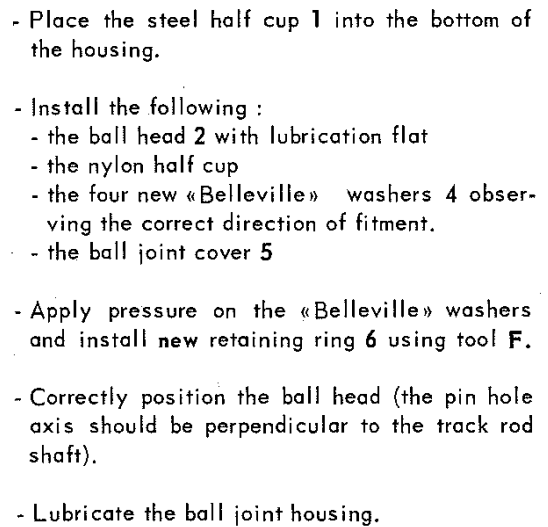 - Place the steel half cup 1 into the bottom of
the housing.
- Install the following :
- the ball head 2 with lubrication flat
- the nylon half cup
- the four new «Belleville» washers 4 obser-
ving the correct direction of fitment.
- the ball joint cover 5
- Apply pressure on the «Belleville» washers
and install new retaining ring 6 using tool F.
- Correctly position the ball head (the pin hole
axis should be perpendicular to the track rod
shaft).
- Lubricate the ball joint housing.